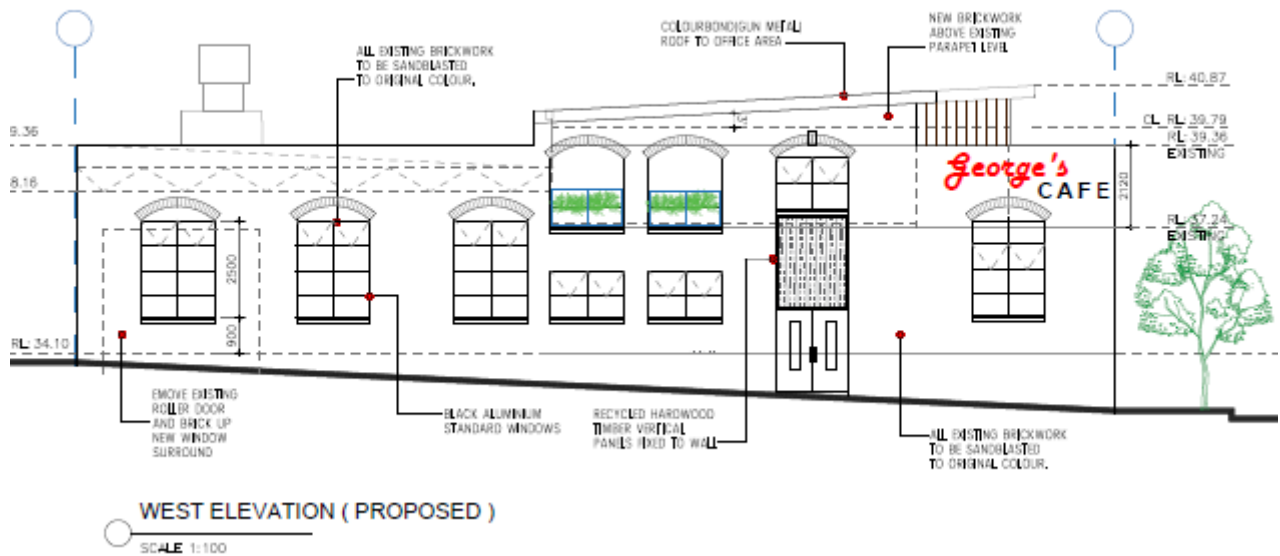 COLOURBOND(GUN METAL)
ROOF TO OFFICE AREA
NEW BRICKWORK
ABOVE EXISTING
PARAPET LEVEL
ALL EXISTING BRICKWORK
TO BE SANDBLASTED
TO ORIGINAL COLOUR.
RL: 40.87
CL RL: 39.79
9.36
RL: 39.36
EXISTING
8.16
George's
CAFE
2120
RL: 37.24
EXISTING
2500
900
RL: 34.10
EMOVE EXISTING
ROLLER DOOR
AND BRICK UP
NEW WINDOW
SURROUND
BLACK ALUMINIUM
STANDARD WINDOWS
RECYCLED HARDWOOD
TIMBER VERTICAL
PANELS FIXED TO WALL
ALL EXISTING BRICKWORK
TO BE SANDBLASTED
TO ORIGINAL COLOUR.
WEST ELEVATION ( PROPOSED )
SCALE 1:100